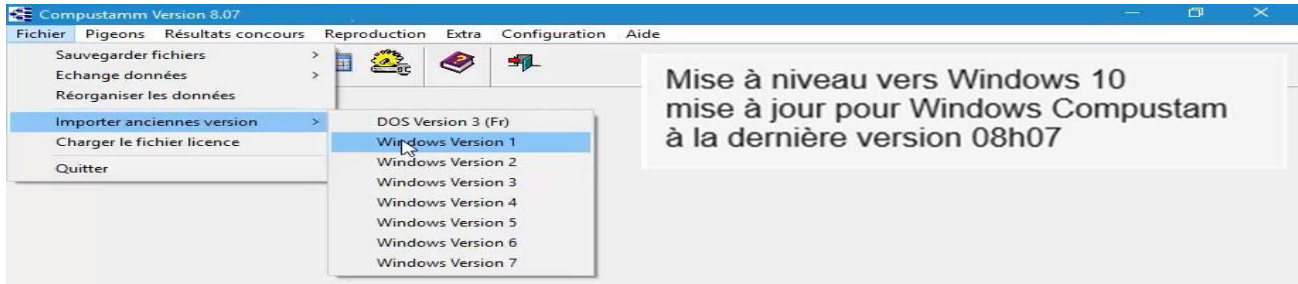 Compustamm Version 8.07
Fichier Pigeons Résultats concours Reproduction Extra Configuration Aide
Sauvegarder fichiers >
Echange données >
Réorganiser les données
Importer anciennes version >
Charger le fichier licence
Quitter
DOS Version 3 (Fr)
Windows Version 1
Windows Version 2
Windows Version 3
Windows Version 4
Windows Version 5
Windows Version 6
Windows Version 7
Mise à niveau vers Windows 10
mise à jour pour Windows Compustam
à la dernière version 08h07